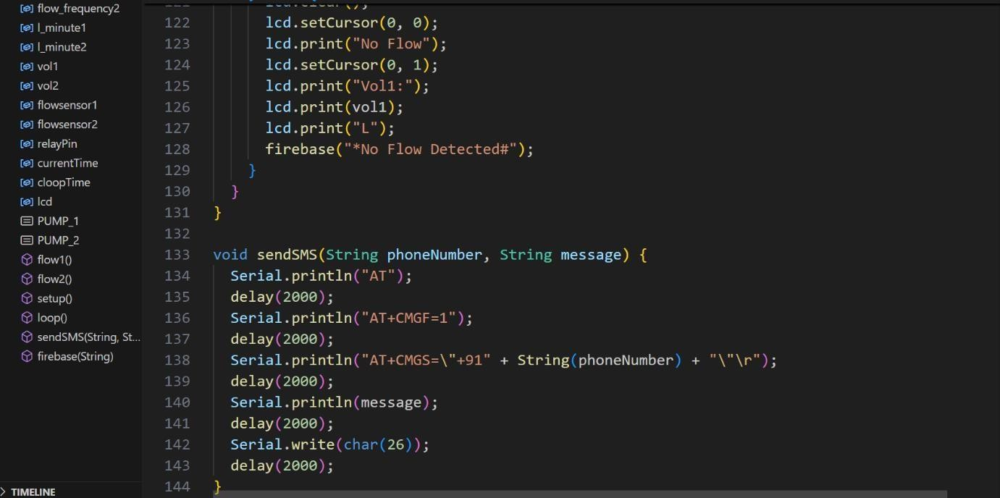 flow_frequency2
l_minute1
l_minute2
vol1
vol2
flowsensor1
flowsensor2
relayPin
currentTime
cloopTime
lcd
PUMP_1
PUMP_2
flow1()
flow2()
setup()
loop()
sendSMS(String, St...
firebase(String)
TIMELINE
121 lcd.clear();
122 lcd.setCursor(0, 0);
123 lcd.print("No Flow");
124 lcd.setCursor(0, 1);
125 lcd.print("Vol1:");
126 lcd.print(vol1);
127 lcd.print("L");
128 firebase("*No Flow Detected#");
129 }
130 }
131 }
132
133 void sendSMS(String phoneNumber, String message) {
134 Serial.println("AT");
135 delay(2000);
136 Serial.println("AT+CMGF=1");
137 delay(2000);
138 Serial.println("AT+CMGS=\"+91" + String(phoneNumber) + "\"\r");
139 delay(2000);
140 Serial.println(message);
141 delay(2000);
142 Serial.write(char(26));
143 delay(2000);
144 }